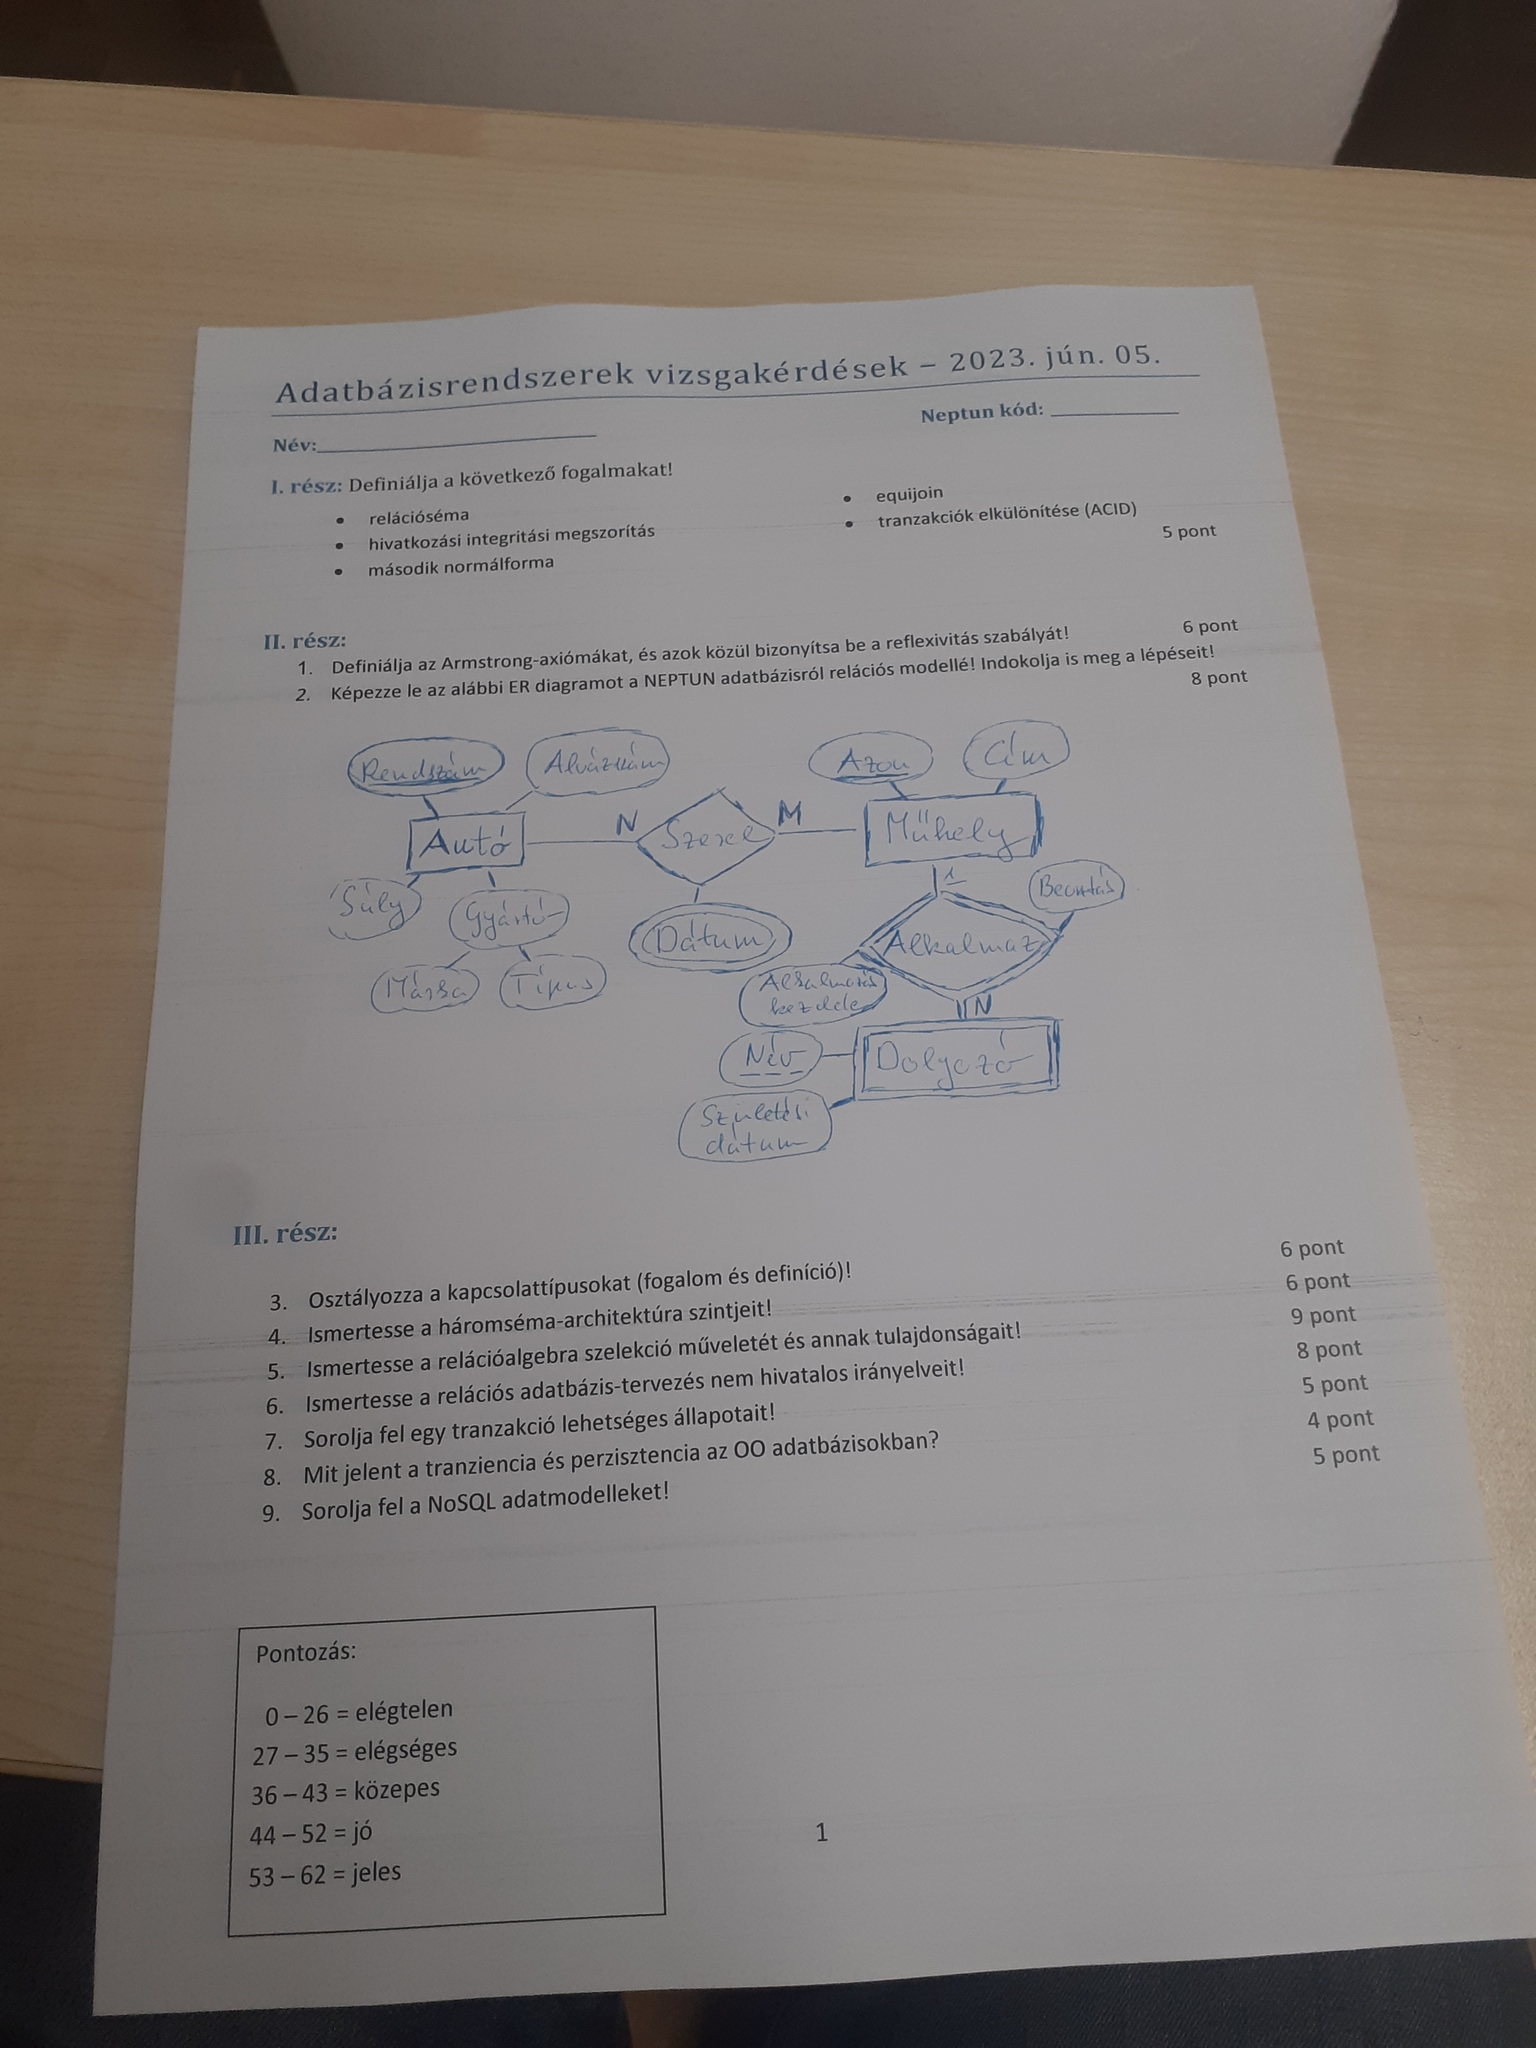 Adatbázisrendszerek vizsgakérdések – 2023. jún. 05.
Név:
Neptun kód:
I. rész: Definiálja a következő fogalmakat!
• relációséma
• hivatkozási integritási megszorítás
• második normálforma
• equijoin
• tranzakciók elkülönítése (ACID)
5 pont
II. rész:
1. Definiálja az Armstrong-axiómákat, és azok közül bizonyítsa be a reflexivitás szabályát! 6 pont
2. Képezze le az alábbi ER diagramot a NEPTUN adatbázisról relációs modellé! Indokolja is meg a lépéseit!
8 pont
Rendszám
Alvázszám
Azon
Cím
Autó
N
Szerel
M
Műhely
Súly
Gyártó
Dátum
1
Beosztás
Alkalmaz
Márka
Típus
Alkalmazás
kezdete
N
Név
Dolgozó
Születési
dátum
III. rész:
3. Osztályozza a kapcsolattípusokat (fogalom és definíció)! 6 pont
4. Ismertesse a háromséma-architektúra szintjeit! 6 pont
5. Ismertesse a relációalgebra szelekció műveletét és annak tulajdonságait! 9 pont
6. Ismertesse a relációs adatbázis-tervezés nem hivatalos irányelveit! 8 pont
7. Sorolja fel egy tranzakció lehetséges állapotait! 5 pont
8. Mit jelent a tranziencia és perzisztencia az OO adatbázisokban? 4 pont
9. Sorolja fel a NoSQL adatmodelleket! 5 pont
Pontozás:
0 – 26 = elégtelen
27 – 35 = elégséges
36 – 43 = közepes
44 – 52 = jó
53 – 62 = jeles
1